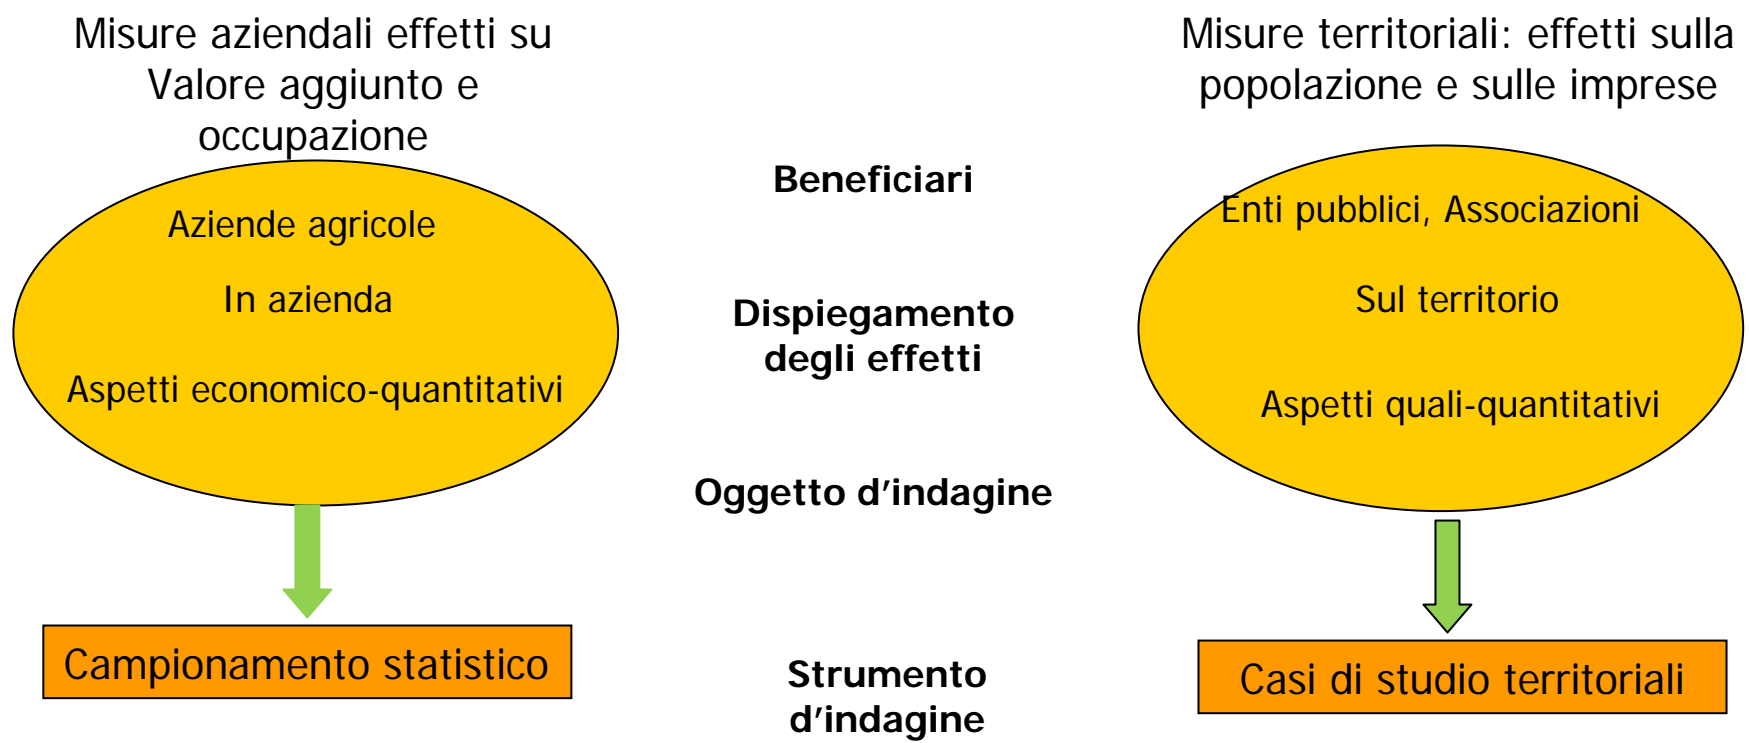 Misure aziendali effetti su
Valore aggiunto e
occupazione
Aziende agricole
In azienda
Aspetti economico-quantitativi
Campionamento statistico
Beneficiari
Dispiegamento
degli effetti
Oggetto d’indagine
Strumento
d’indagine
Misure territoriali: effetti sulla
popolazione e sulle imprese
Enti pubblici, Associazioni
Sul territorio
Aspetti quali-quantitativi
Casi di studio territoriali